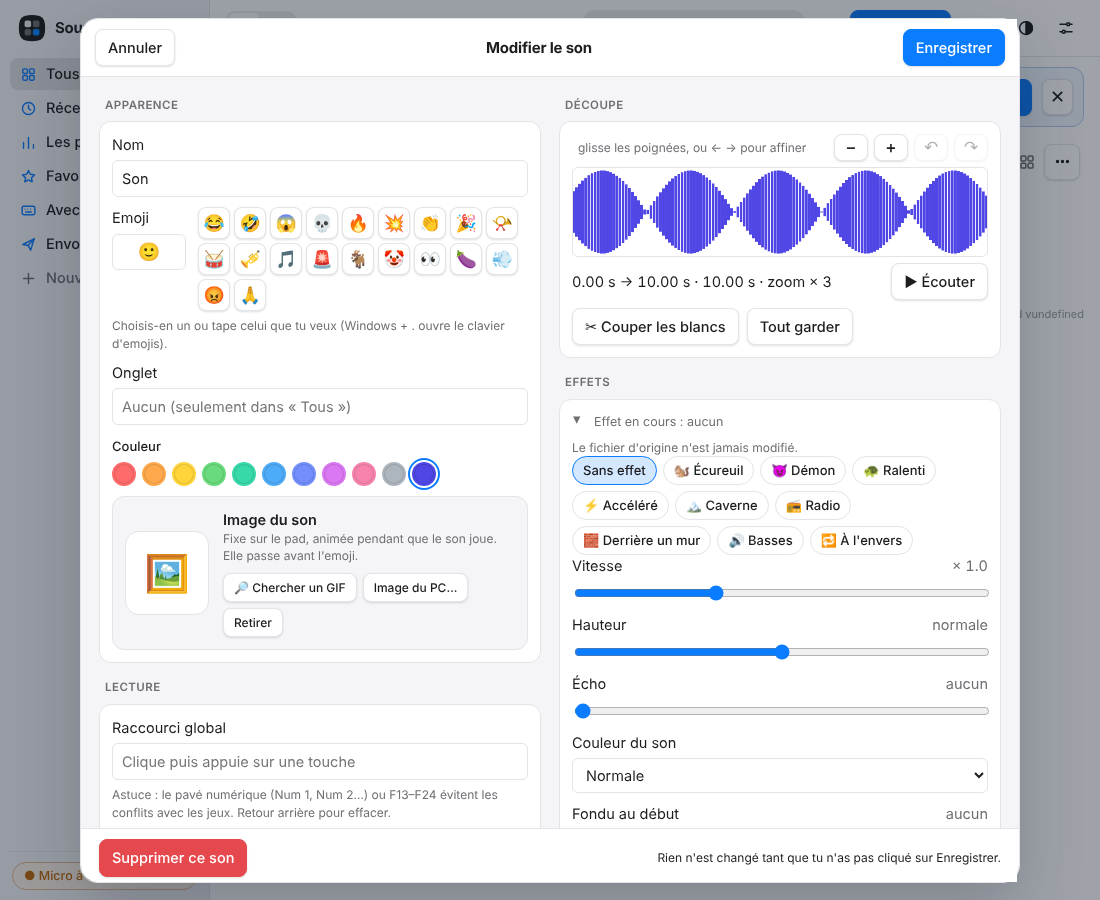 Annuler
Modifier le son
Enregistrer
Sou
Tous
Réce
Les p
Favo
Avec
Envo
Nouv
Micro à
APPARENCE
Nom
Son
Emoji
Choisis-en un ou tape celui que tu veux (Windows + . ouvre le clavier
d'emojis).
Onglet
Aucun (seulement dans « Tous »)
Couleur
Image du son
Fixe sur le pad, animée pendant que le son joue.
Elle passe avant l'emoji.
Chercher un GIF
Image du PC...
Retirer
LECTURE
Raccourci global
Clique puis appuie sur une touche
Astuce : le pavé numérique (Num 1, Num 2...) ou F13–F24 évitent les
conflits avec les jeux. Retour arrière pour effacer.
DÉCOUPE
glisse les poignées, ou ← → pour affiner
− + ↶ ↷
0.00 s → 10.00 s · 10.00 s · zoom × 3
▶ Écouter
✂ Couper les blancs
Tout garder
EFFETS
▼ Effet en cours : aucun
Le fichier d'origine n'est jamais modifié.
Sans effet
Écureuil
Démon
Ralenti
Accéléré
Caverne
Radio
Derrière un mur
Basses
À l'envers
Vitesse × 1.0
Hauteur normale
Écho aucun
Couleur du son
Normale
Fondu au début aucun
vundefined
Supprimer ce son
Rien n'est changé tant que tu n'as pas cliqué sur Enregistrer.